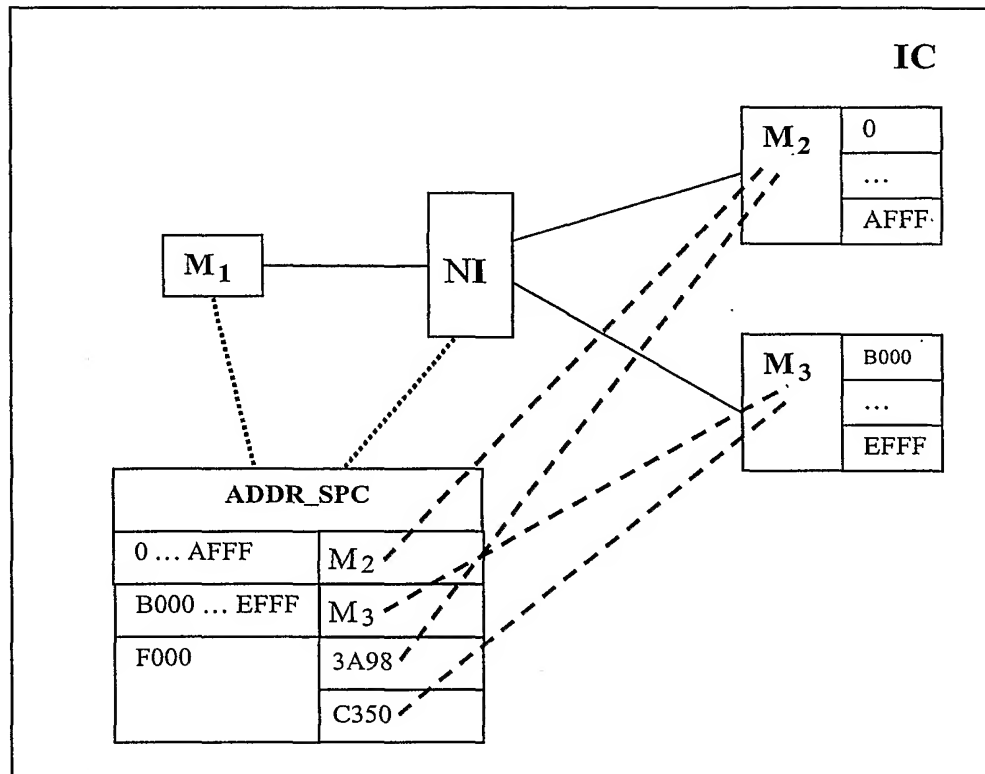 IC
M2
0
...
AFFF
M1
NI
M3
B000
...
EFFF
ADDR_SPC
0 ... AFFF M2
B000 ... EFFF M3
F000 3A98
C350